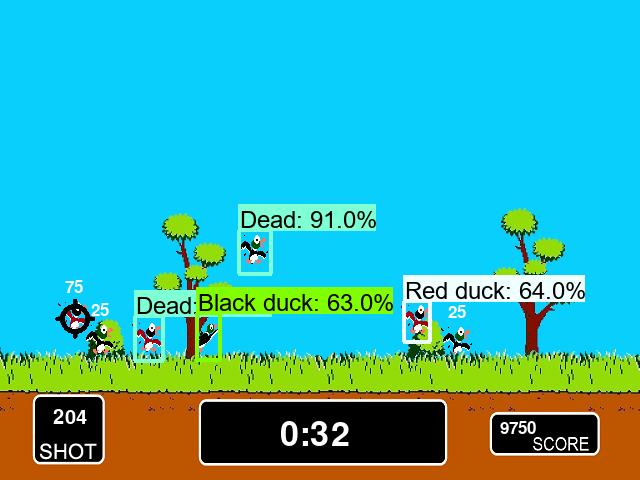 Dead: 91.0%
75
25
Dead:
Black duck: 63.0%
Red duck: 64.0%
25
204
SHOT
0:32
9750
SCORE